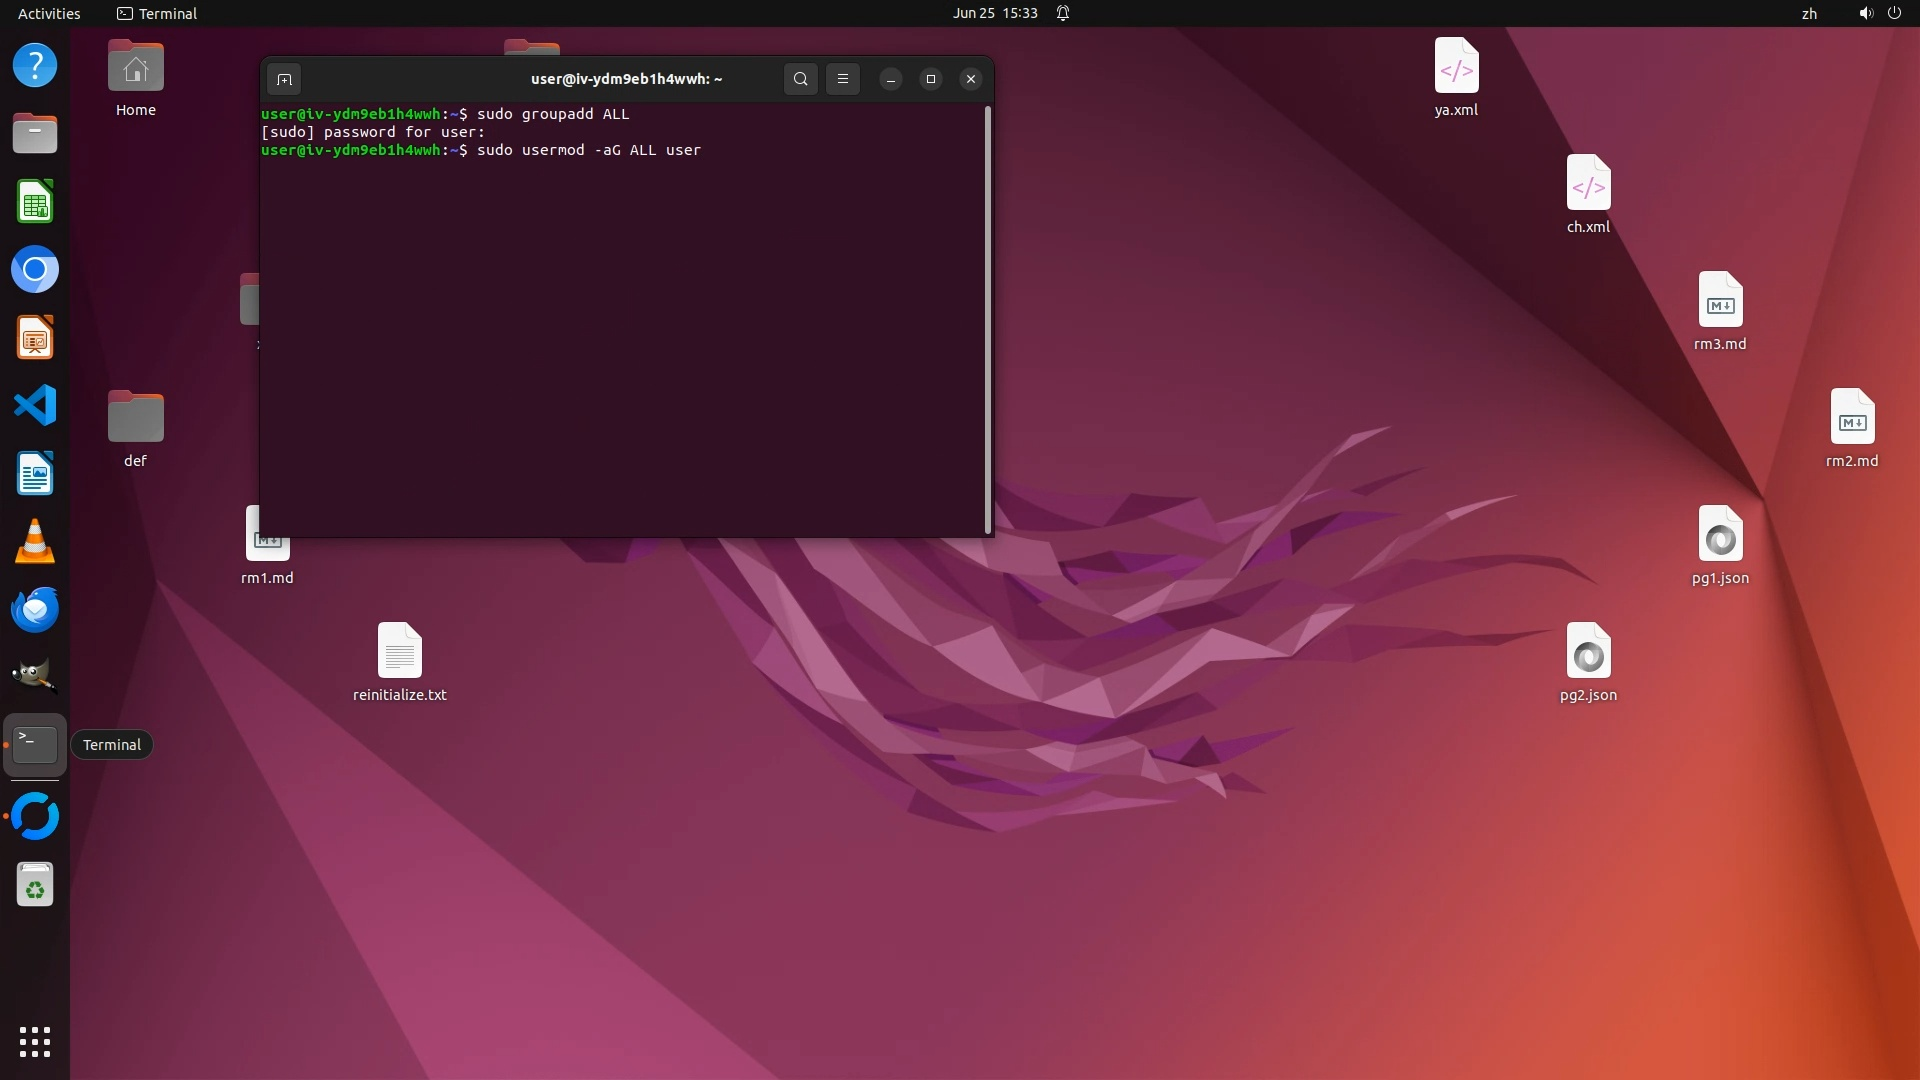 Activities
Terminal
Jun 25 15:33
zh
user@iv-ydm9eb1h4wwh: ~
user@iv-ydm9eb1h4wwh:~$ sudo groupadd ALL
[sudo] password for user:
user@iv-ydm9eb1h4wwh:~$ sudo usermod -aG ALL user
Home
ya.xml
ch.xml
rm3.md
def
rm2.md
rm1.md
pg1.json
reinitialize.txt
pg2.json
Terminal